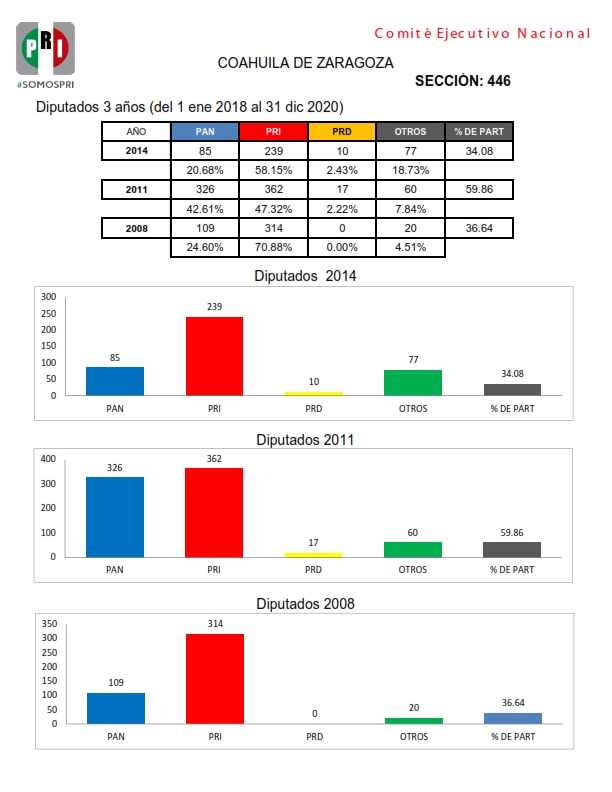 PRI
#SOMOSPRI
Comité Ejecutivo Nacional
COAHUILA DE ZARAGOZA
SECCIÓN: 446
Diputados 3 años (del 1 ene 2018 al 31 dic 2020)
AÑO PAN PRI PRD OTROS % DE PART
2014 85 239 10 77 34.08
20.68% 58.15% 2.43% 18.73%
2011 326 362 17 60 59.86
42.61% 47.32% 2.22% 7.84%
2008 109 314 0 20 36.64
24.60% 70.88% 0.00% 4.51%
Diputados 2014
300
250
200
150
100
50
0
85 239 10 77 34.08
PAN PRI PRD OTROS % DE PART
Diputados 2011
400
300
200
100
0
326 362 17 60 59.86
PAN PRI PRD OTROS % DE PART
Diputados 2008
350
300
250
200
150
100
50
0
109 314 0 20 36.64
PAN PRI PRD OTROS % DE PART